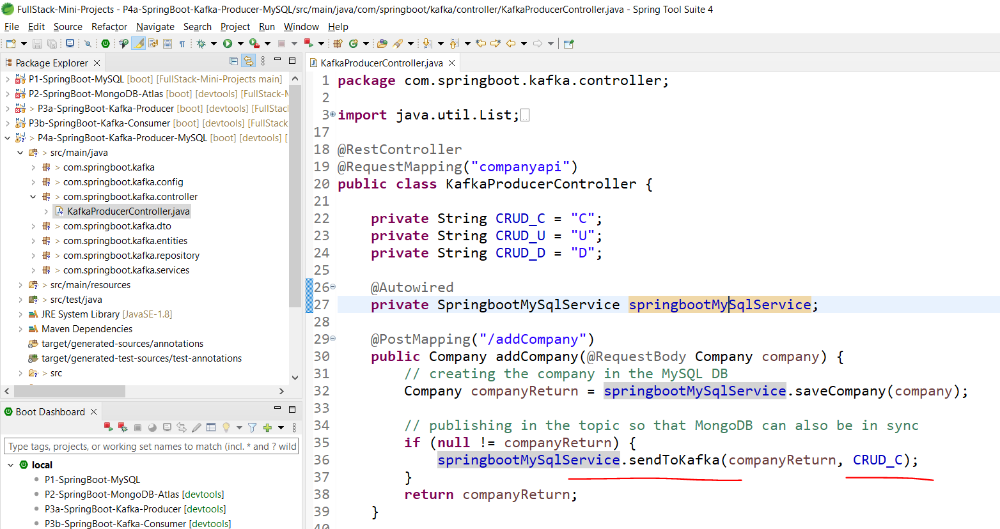 FullStack-Mini-Projects - P4a-SpringBoot-Kafka-Producer-MySQL/src/main/java/com/springboot/kafka/controller/KafkaProducerController.java - Spring Tool Suite 4
File Edit Source Refactor Navigate Search Project Run Window Help
Package Explorer
P1-SpringBoot-MySQL [boot] [FullStack-Mini-Projects main]
P2-SpringBoot-MongoDB-Atlas [boot] [devtools] [FullStack-M
> P3a-SpringBoot-Kafka-Producer [boot] [devtools] [FullStac
P3b-SpringBoot-Kafka-Consumer [boot] [devtools] [FullStack
> P4a-SpringBoot-Kafka-Producer-MySQL [boot] [devtools] [
> src/main/java
> com.springboot.kafka
> com.springboot.kafka.config
> com.springboot.kafka.controller
KafkaProducerController.java
> com.springboot.kafka.dto
> com.springboot.kafka.entities
> com.springboot.kafka.repository
> com.springboot.kafka.services
> src/main/resources
> src/test/java
JRE System Library [JavaSE-1.8]
Maven Dependencies
target/generated-sources/annotations
target/generated-test-sources/test-annotations
> src
Boot Dashboard
Type tags, projects, or working set names to match (incl. * and ? wild
local
P1-SpringBoot-MySQL
P2-SpringBoot-MongoDB-Atlas [devtools]
P3a-SpringBoot-Kafka-Producer [devtools]
P3b-SpringBoot-Kafka-Consumer [devtools]
KafkaProducerController.java
1 package com.springboot.kafka.controller;
2
3 import java.util.List;
17
18 @RestController
19 @RequestMapping("companyapi")
20 public class KafkaProducerController {
21
22 private String CRUD_C = "C";
23 private String CRUD_U = "U";
24 private String CRUD_D = "D";
25
26 @Autowired
27 private SpringbootMySqlService springbootMySqlService;
28
29 @PostMapping("/addCompany")
30 public Company addCompany(@RequestBody Company company) {
31 // creating the company in the MySQL DB
32 Company companyReturn = springbootMySqlService.saveCompany(company);
33
34 // publishing in the topic so that MongoDB can also be in sync
35 if (null != companyReturn) {
36 springbootMySqlService.sendToKafka(companyReturn, CRUD_C);
37 }
38 return companyReturn;
39 }
40